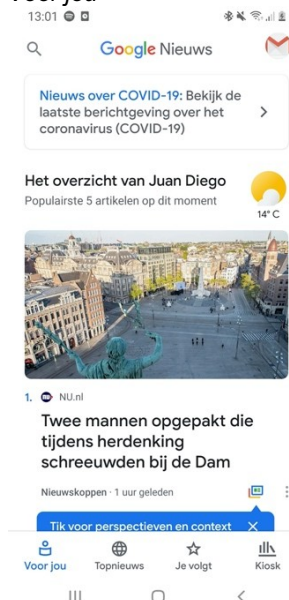 Voor jou
13:01
Google Nieuws
Nieuws over COVID-19: Bekijk de
laatste berichtgeving over het
coronavirus (COVID-19)
Het overzicht van Juan Diego
Populairste 5 artikelen op dit moment
14° C
1. NU.nl
Twee mannen opgepakt die
tijdens herdenking
schreeuwden bij de Dam
Nieuwskoppen · 1 uur geleden
Tik voor perspectieven en context
Voor jou Topnieuws Je volgt Kiosk